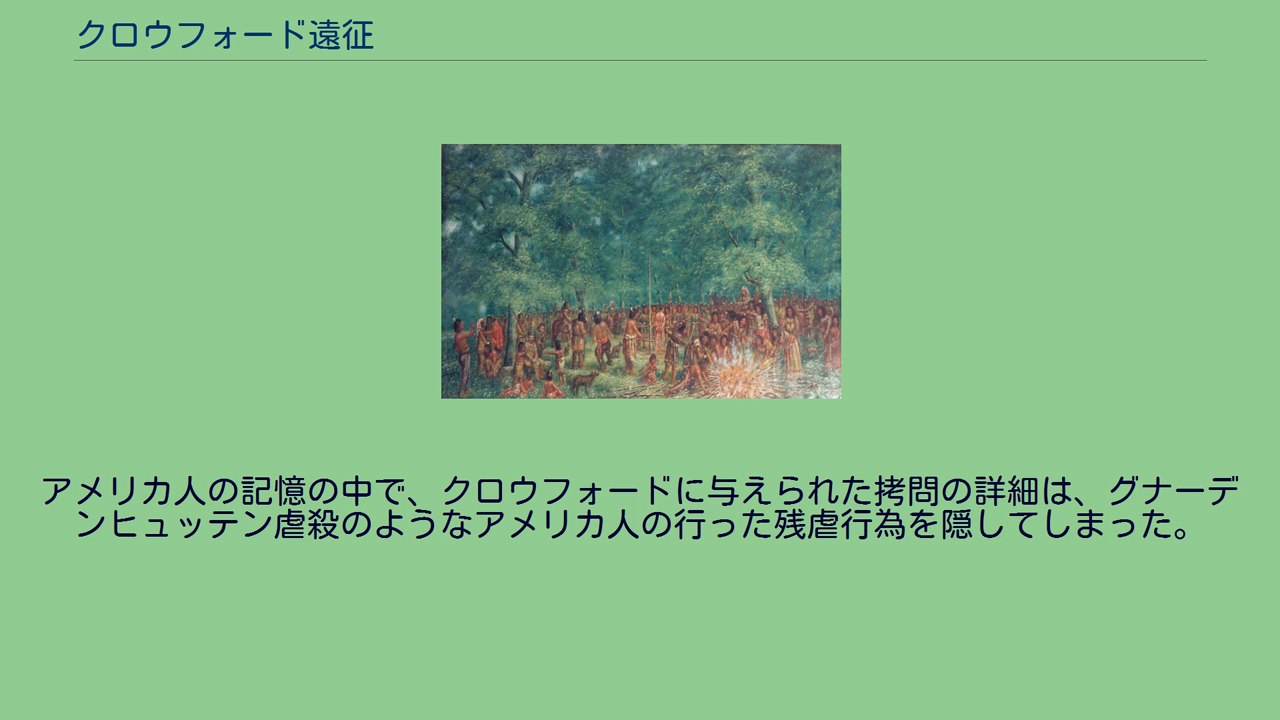 クロウフォード遠征
アメリカ人の記憶の中で、クロウフォードに与えられた拷問の詳細は、グナーデ
ンヒュッテン虐殺のようなアメリカ人の行った残虐行為を隠してしまった。